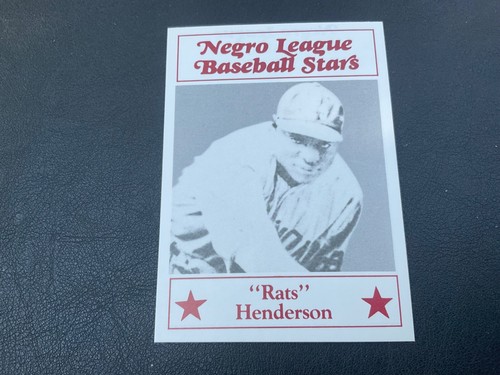 Negro League
Baseball Stars
"Rats"
Henderson